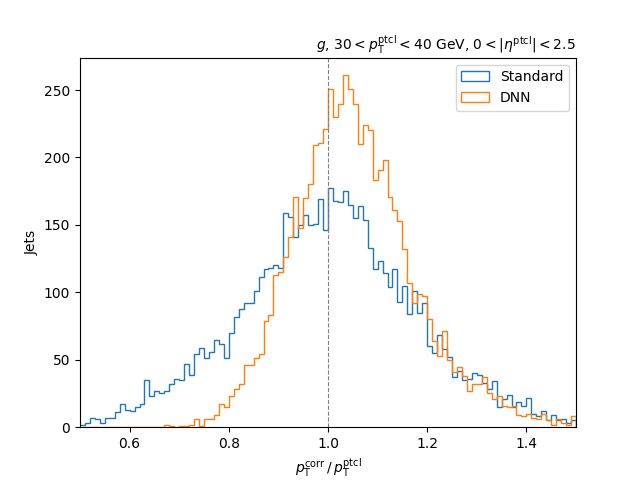 g, 30 < p_T^ptcl < 40 GeV, 0 < |η^ptcl| < 2.5
Standard
DNN
Jets
250
200
150
100
50
0
0.6 0.8 1.0 1.2 1.4
p_T^corr / p_T^ptcl